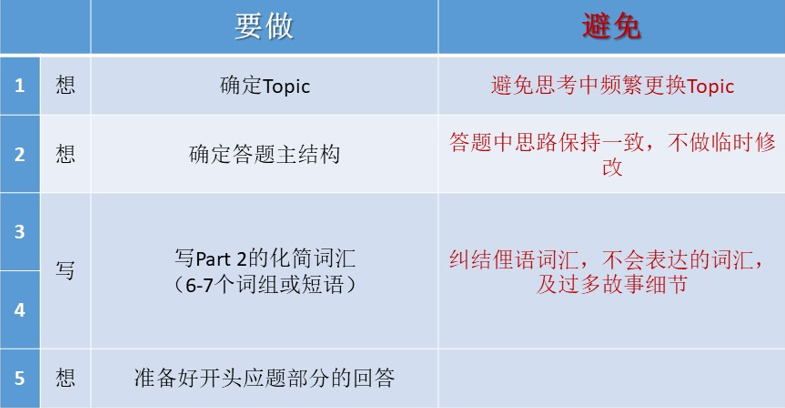 要做
避免
1
想
确定Topic
避免思考中频繁更换Topic
2
想
确定答题主结构
答题中思路保持一致，不做临时修
改
3
4
写
写Part 2的化简词汇
（6-7个词组或短语）
纠结俚语词汇，不会表达的词汇，
及过多故事细节
5
想
准备好开头应题部分的回答